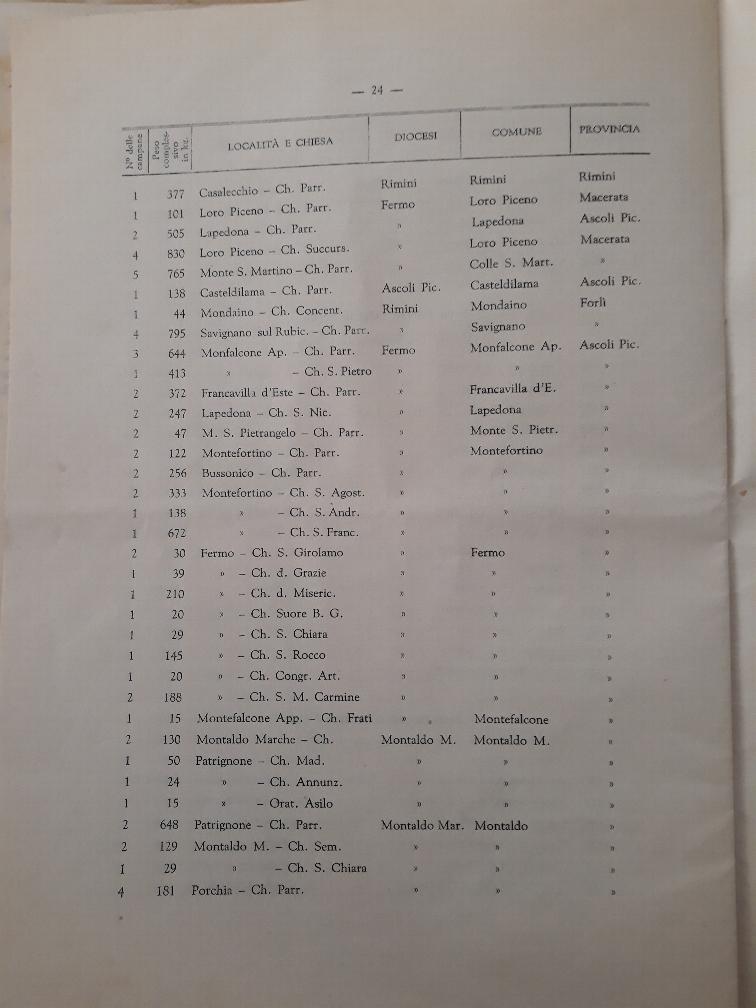 — 24 —
Nº delle campane Peso comples- sivo in kg. LOCALITÀ E CHIESA DIOCESI COMUNE PROVINCIA
1 377 Casalecchio – Ch. Parr. Rimini Rimini Rimini
1 101 Loro Piceno – Ch. Parr. Fermo Loro Piceno Macerata
2 505 Lapedona – Ch. Parr. » Lapedona Ascoli Pic.
4 830 Loro Piceno – Ch. Succurs. » Loro Piceno Macerata
5 765 Monte S. Martino – Ch. Parr. » Colle S. Mart. »
1 138 Casteldilama – Ch. Parr. Ascoli Pic. Casteldilama Ascoli Pic.
1 44 Mondaino – Ch. Concent. Rimini Mondaino Forlì
4 795 Savignano sul Rubic. – Ch. Parr. » Savignano »
3 644 Monfalcone Ap. – Ch. Parr. Fermo Monfalcone Ap. Ascoli Pic.
1 413 » – Ch. S. Pietro » » »
2 372 Francavilla d'Este – Ch. Parr. » Francavilla d'E. »
2 247 Lapedona – Ch. S. Nic. » Lapedona »
2 47 M. S. Pietrangelo – Ch. Parr. » Monte S. Pietr. »
2 122 Montefortino – Ch. Parr. » Montefortino »
2 256 Bussonico – Ch. Parr. » » »
2 333 Montefortino – Ch. S. Agost. » » »
1 138 » – Ch. S. Andr. » » »
1 672 » – Ch. S. Franc. » » »
2 30 Fermo – Ch. S. Girolamo » Fermo »
1 39 » – Ch. d. Grazie » » »
1 210 » – Ch. d. Miseric. » » »
1 20 » – Ch. Suore B. G. » » »
1 29 » – Ch. S. Chiara » » »
1 145 » – Ch. S. Rocco » » »
1 20 » – Ch. Congr. Art. » » »
2 188 » – Ch. S. M. Carmine » » »
1 15 Montefalcone App. – Ch. Frati » Montefalcone »
2 130 Montaldo Marche – Ch. Montaldo M. Montaldo M. »
1 50 Patrignone – Ch. Mad. » » »
1 24 » – Ch. Annunz. » » »
1 15 » – Orat. Asilo » » »
2 648 Patrignone – Ch. Parr. Montaldo Mar. Montaldo »
2 129 Montaldo M. – Ch. Sem. » » »
1 29 » – Ch. S. Chiara » » »
4 181 Porchia – Ch. Parr. » » »